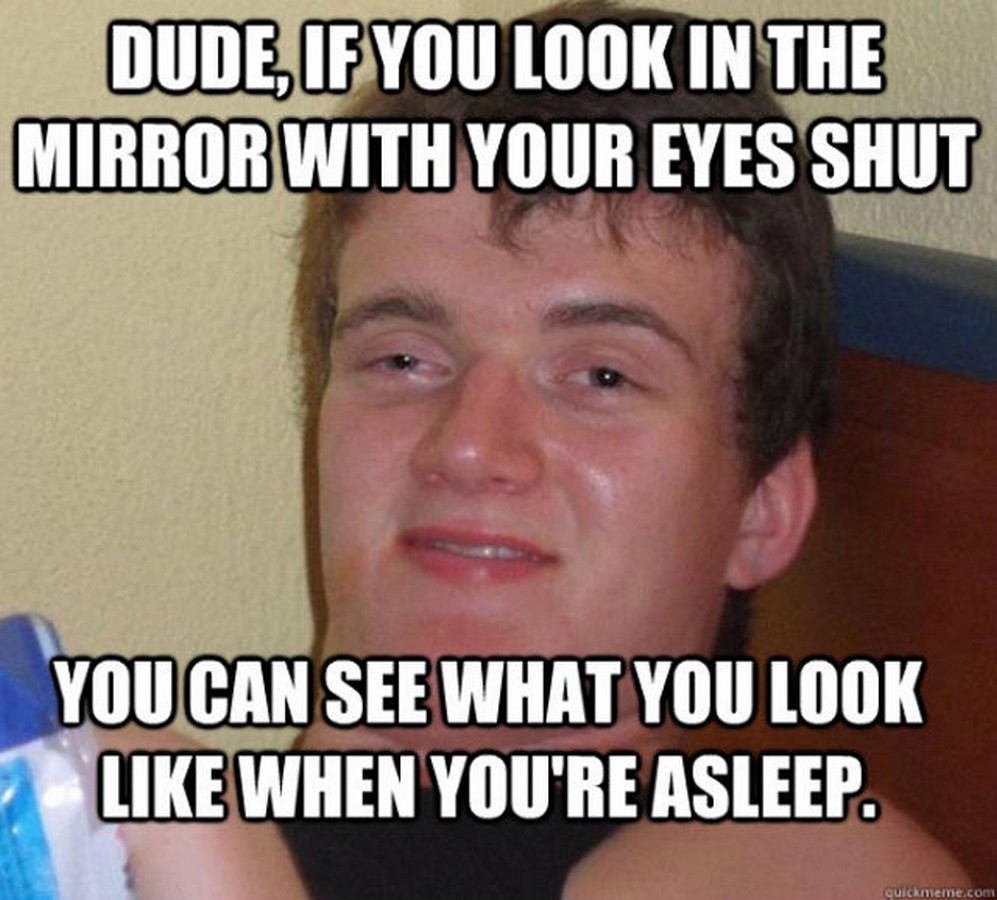 DUDE, IF YOU LOOK IN THE
MIRROR WITH YOUR EYES SHUT
YOU CAN SEE WHAT YOU LOOK
LIKE WHEN YOU'RE ASLEEP.
quickmeme.com